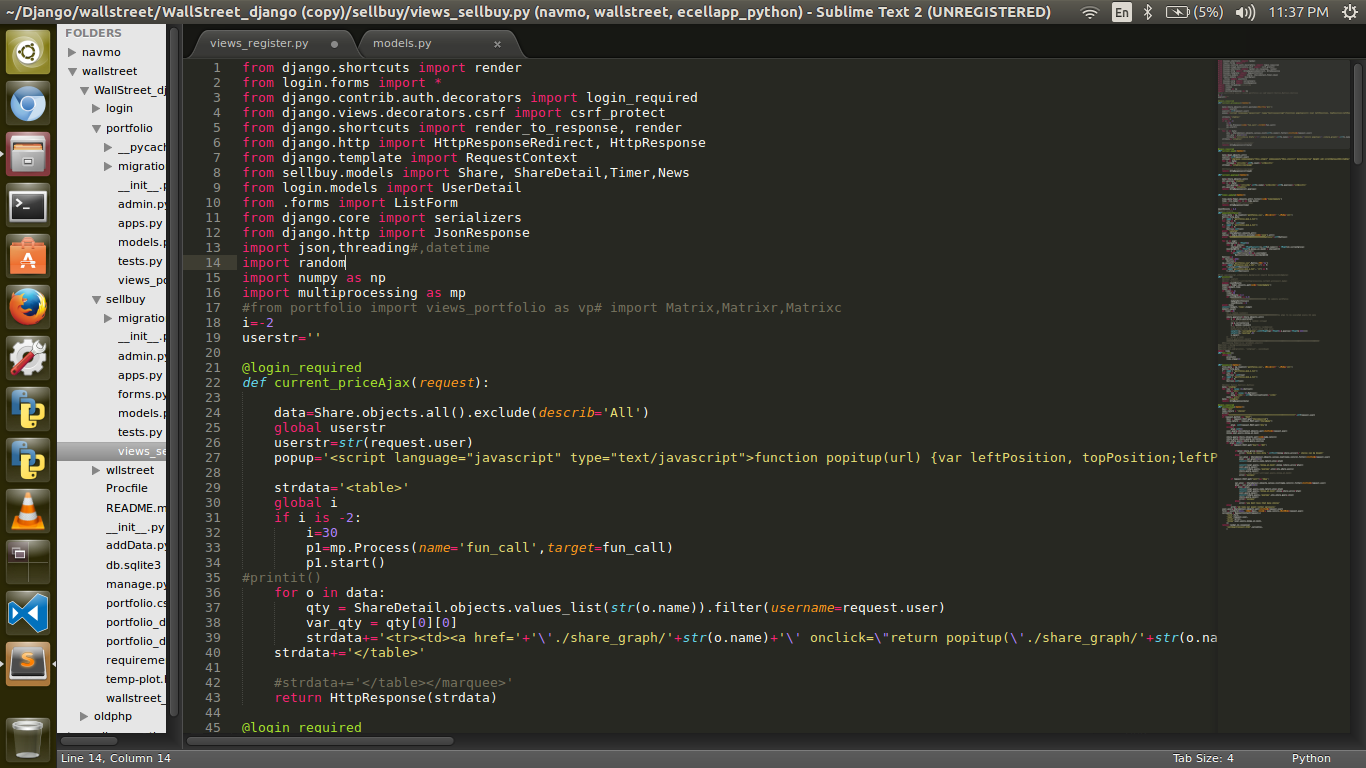 ~/Django/wallstreet/WallStreet_django (copy)/sellbuy/views_sellbuy.py (navmo, wallstreet, ecellapp_python) - Sublime Text 2 (UNREGISTERED)
En
(5%)
11:37 PM
FOLDERS
navmo
wallstreet
WallStreet_dj
login
portfolio
__pycach
migratio
__init__.p
admin.py
apps.py
models.p
tests.py
views_po
sellbuy
migratio
__init__.p
admin.py
apps.py
forms.py
models.p
tests.py
views_se
wllstreet
Procfile
README.m
__init__.py
addData.py
db.sqlite3
manage.py
portfolio.cs
portfolio_d
portfolio_d
requireme
temp-plot.h
wallstreet_
oldphp
views_register.py
models.py
1 from django.shortcuts import render
2 from login.forms import *
3 from django.contrib.auth.decorators import login_required
4 from django.views.decorators.csrf import csrf_protect
5 from django.shortcuts import render_to_response, render
6 from django.http import HttpResponseRedirect, HttpResponse
7 from django.template import RequestContext
8 from sellbuy.models import Share, ShareDetail,Timer,News
9 from login.models import UserDetail
10 from .forms import ListForm
11 from django.core import serializers
12 from django.http import JsonResponse
13 import json,threading#,datetime
14 import random
15 import numpy as np
16 import multiprocessing as mp
17 #from portfolio import views_portfolio as vp# import Matrix,Matrixr,Matrixc
18 i=-2
19 userstr=''
20
21 @login_required
22 def current_priceAjax(request):
23
24 data=Share.objects.all().exclude(describ='All')
25 global userstr
26 userstr=str(request.user)
27 popup='<script language="javascript" type="text/javascript">function popitup(url) {var leftPosition, topPosition;leftP
28
29 strdata='<table>'
30 global i
31 if i is -2:
32 i=30
33 p1=mp.Process(name='fun_call',target=fun_call)
34 p1.start()
35 #printit()
36 for o in data:
37 qty = ShareDetail.objects.values_list(str(o.name)).filter(username=request.user)
38 var_qty = qty[0][0]
39 strdata+='<tr><td><a href='+'\'./share_graph/'+str(o.name)+'\' onclick=\"return popitup(\'./share_graph/'+str(o.na
40 strdata+='</table>'
41
42 #strdata+='</table></marquee>'
43 return HttpResponse(strdata)
44
45 @login_required
Line 14, Column 14
Tab Size: 4
Python